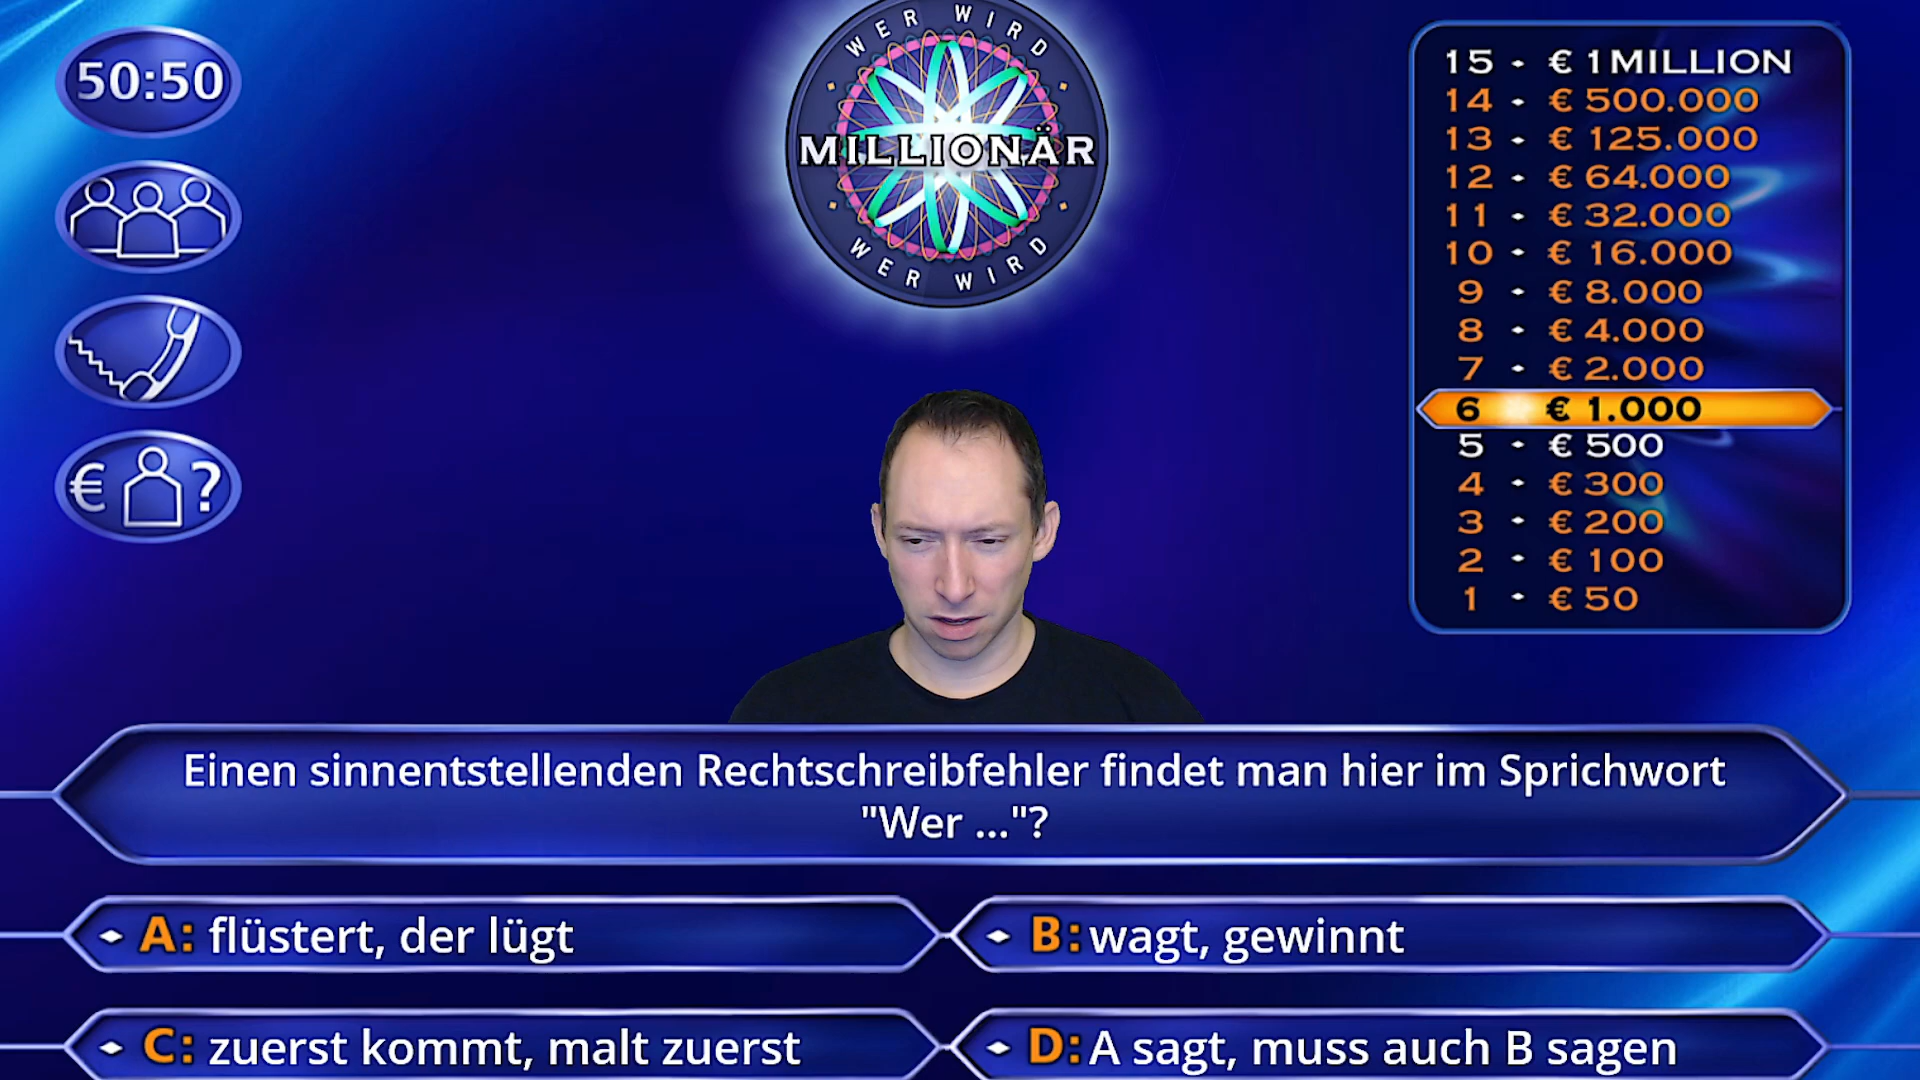 50:50
WER WIRD
MILLIONÄR
WER WIRD
15 · € 1 MILLION
14 · € 500.000
13 · € 125.000
12 · € 64.000
11 · € 32.000
10 · € 16.000
9 · € 8.000
8 · € 4.000
7 · € 2.000
6 € 1.000
5 · € 500
4 · € 300
3 · € 200
2 · € 100
1 · € 50
€ ?
Einen sinnentstellenden Rechtschreibfehler findet man hier im Sprichwort
"Wer ..."?
A: flüstert, der lügt
B: wagt, gewinnt
C: zuerst kommt, malt zuerst
D: A sagt, muss auch B sagen